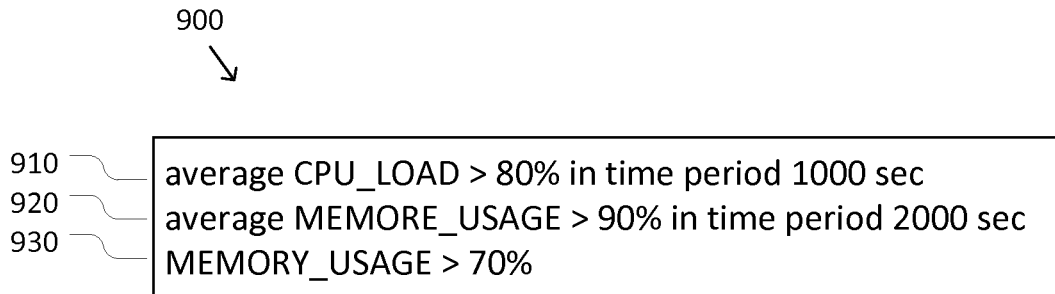 900
910 average CPU_LOAD > 80% in time period 1000 sec
920 average MEMORE_USAGE > 90% in time period 2000 sec
930 MEMORY_USAGE > 70%